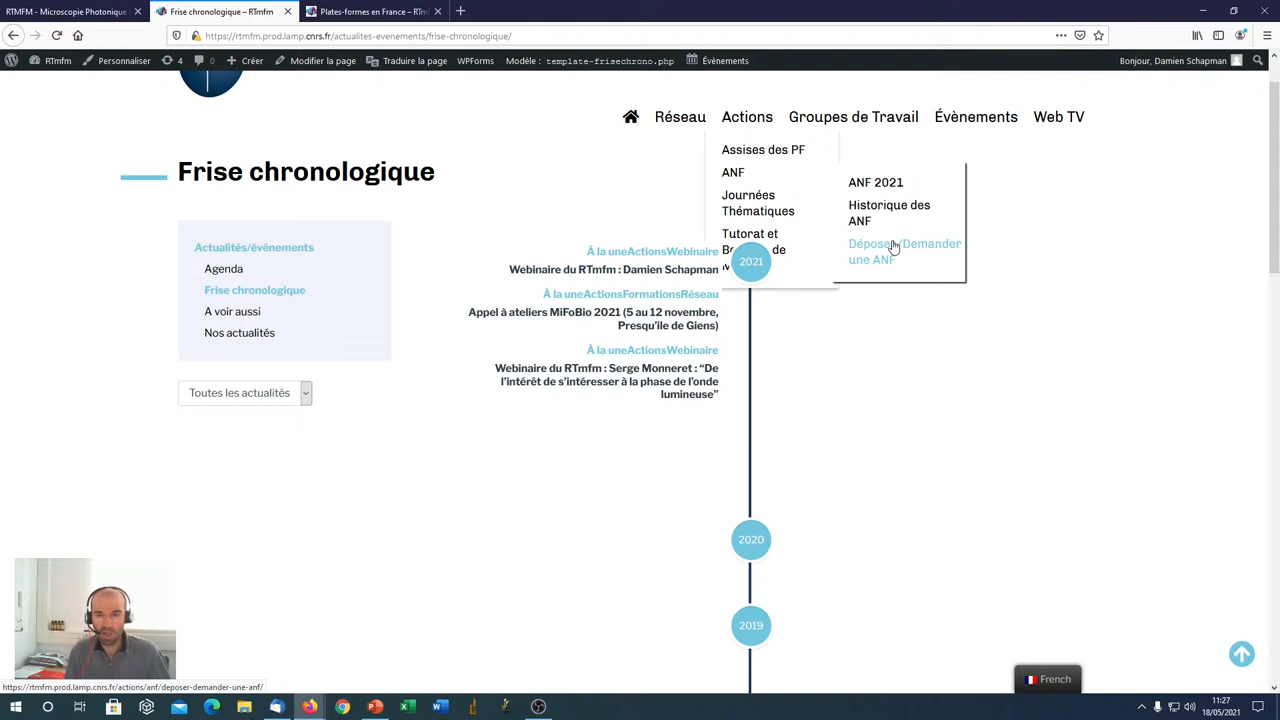 RTMFM - Microscopie Photonique
Frise chronologique – RTmfm
Plates-formes en France – RTm
https://rtmfm.prod.lamp.cnrs.fr/actualites-evenements/frise-chronologique/
RTmfm
Personnaliser
4
0
Créer
Modifier la page
Traduire la page
WPForms
Modèle : template-frisechrono.php
Évènements
Bonjour, Damien Schapman
Réseau
Actions
Groupes de Travail
Évènements
Web TV
Assises des PF
ANF
Journées
Thématiques
Tutorat et
ANF 2021
Historique des
ANF
Déposer/Demander
une ANF
Frise chronologique
Actualités/événements
Agenda
Frise chronologique
A voir aussi
Nos actualités
Toutes les actualités
2021
À la uneActionsWebinaire
Webinaire du RTmfm : Damien Schapman
À la uneActionsFormationsRéseau
Appel à ateliers MiFoBio 2021 (5 au 12 novembre,
Presqu’île de Giens)
À la uneActionsWebinaire
Webinaire du RTmfm : Serge Monneret : “De
l’intérêt de s’intéresser à la phase de l’onde
lumineuse”
2020
2019
French
https://rtmfm.prod.lamp.cnrs.fr/actions/anf/deposer-demander-une-anf/
11:27
18/05/2021